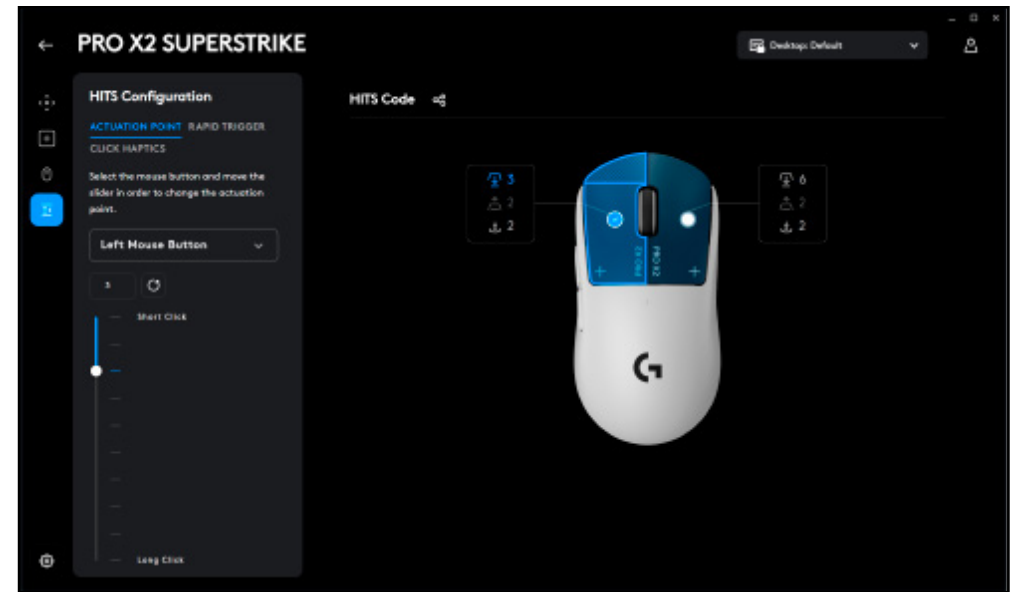 PRO X2 SUPERSTRIKE
Desktop: Default
HITS Configuration
ACTUATION POINT RAPID TRIGGER
CLICK HAPTICS
Select the mouse button and move the
slider in order to change the actuation
point.
Left Mouse Button
3
Short Click
Long Click
HITS Code
3
2
2
6
2
2
PRO X2
PRO X2
G